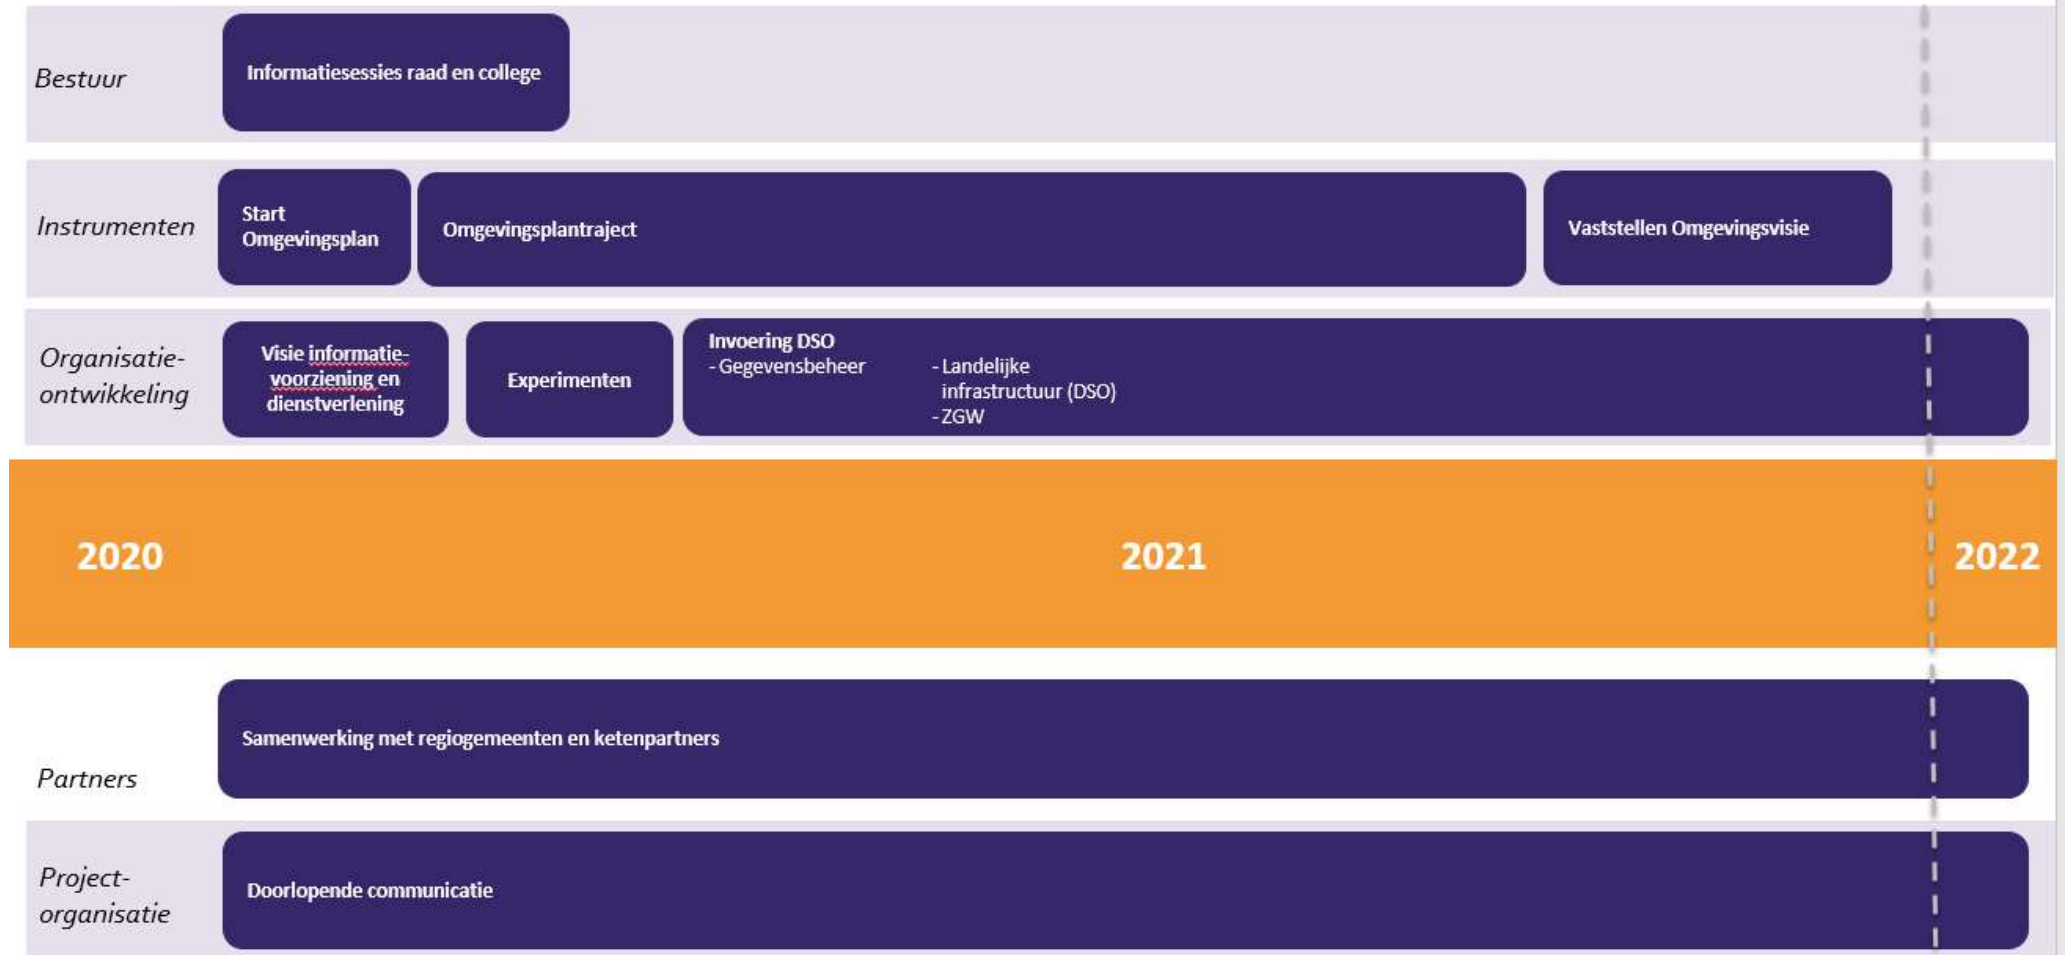 Bestuur
Informatiesessies raad en college
Instrumenten
Start
Omgevingsplan
Omgevingsplantraject
Vaststellen Omgevingsvisie
Organisatie-
ontwikkeling
Visie informatie-
voorziening en
dienstverlening
Experimenten
Invoering DSO
- Gegevensbeheer
- Landelijke
infrastructuur (DSO)
- ZGW
2020
2021
2022
Partners
Samenwerking met regiogemeenten en ketenpartners
Project-
organisatie
Doorlopende communicatie